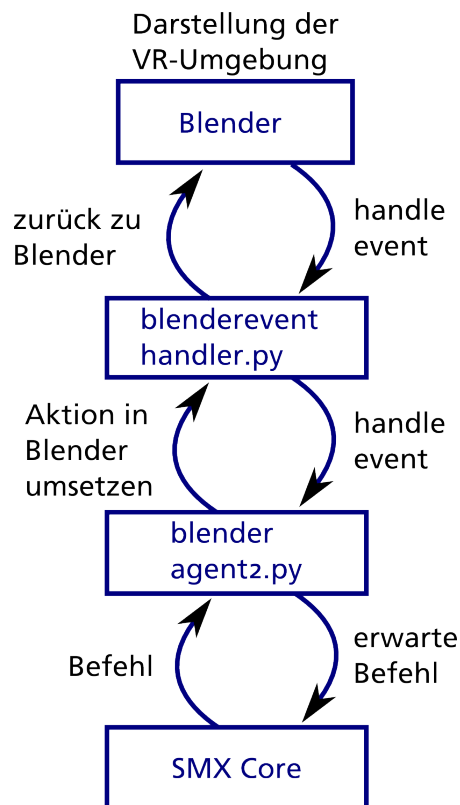 Darstellung der
VR-Umgebung
Blender
zurück zu
Blender
handle
event
blenderevent
handler.py
Aktion in
Blender
umsetzen
handle
event
blender
agent2.py
Befehl
erwarte
Befehl
SMX Core